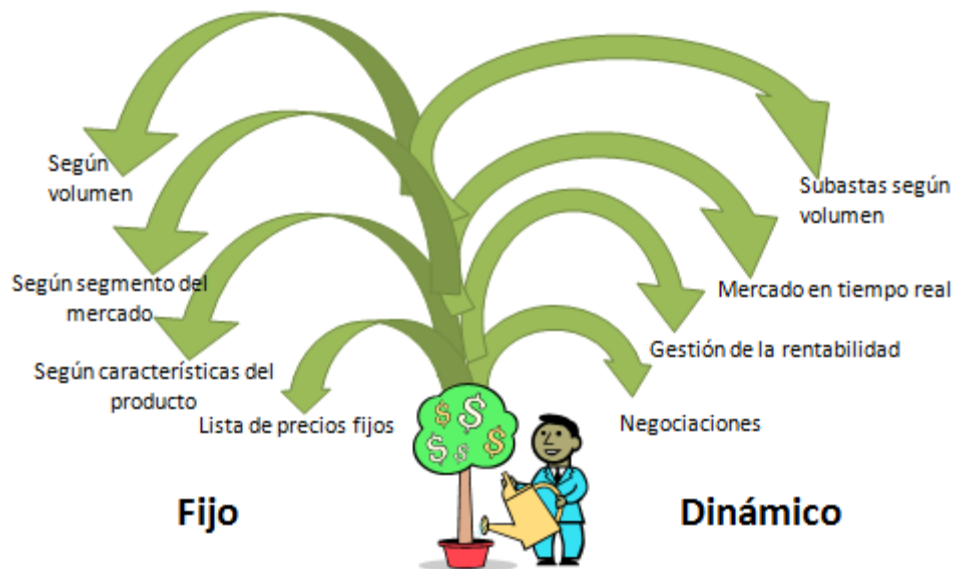 Según
volumen
Según segmento del
mercado
Según características del
producto
Lista de precios fijos
Fijo
Subastas según
volumen
Mercado en tiempo real
Gestión de la rentabilidad
Negociaciones
Dinámico
$
$
$
$
$